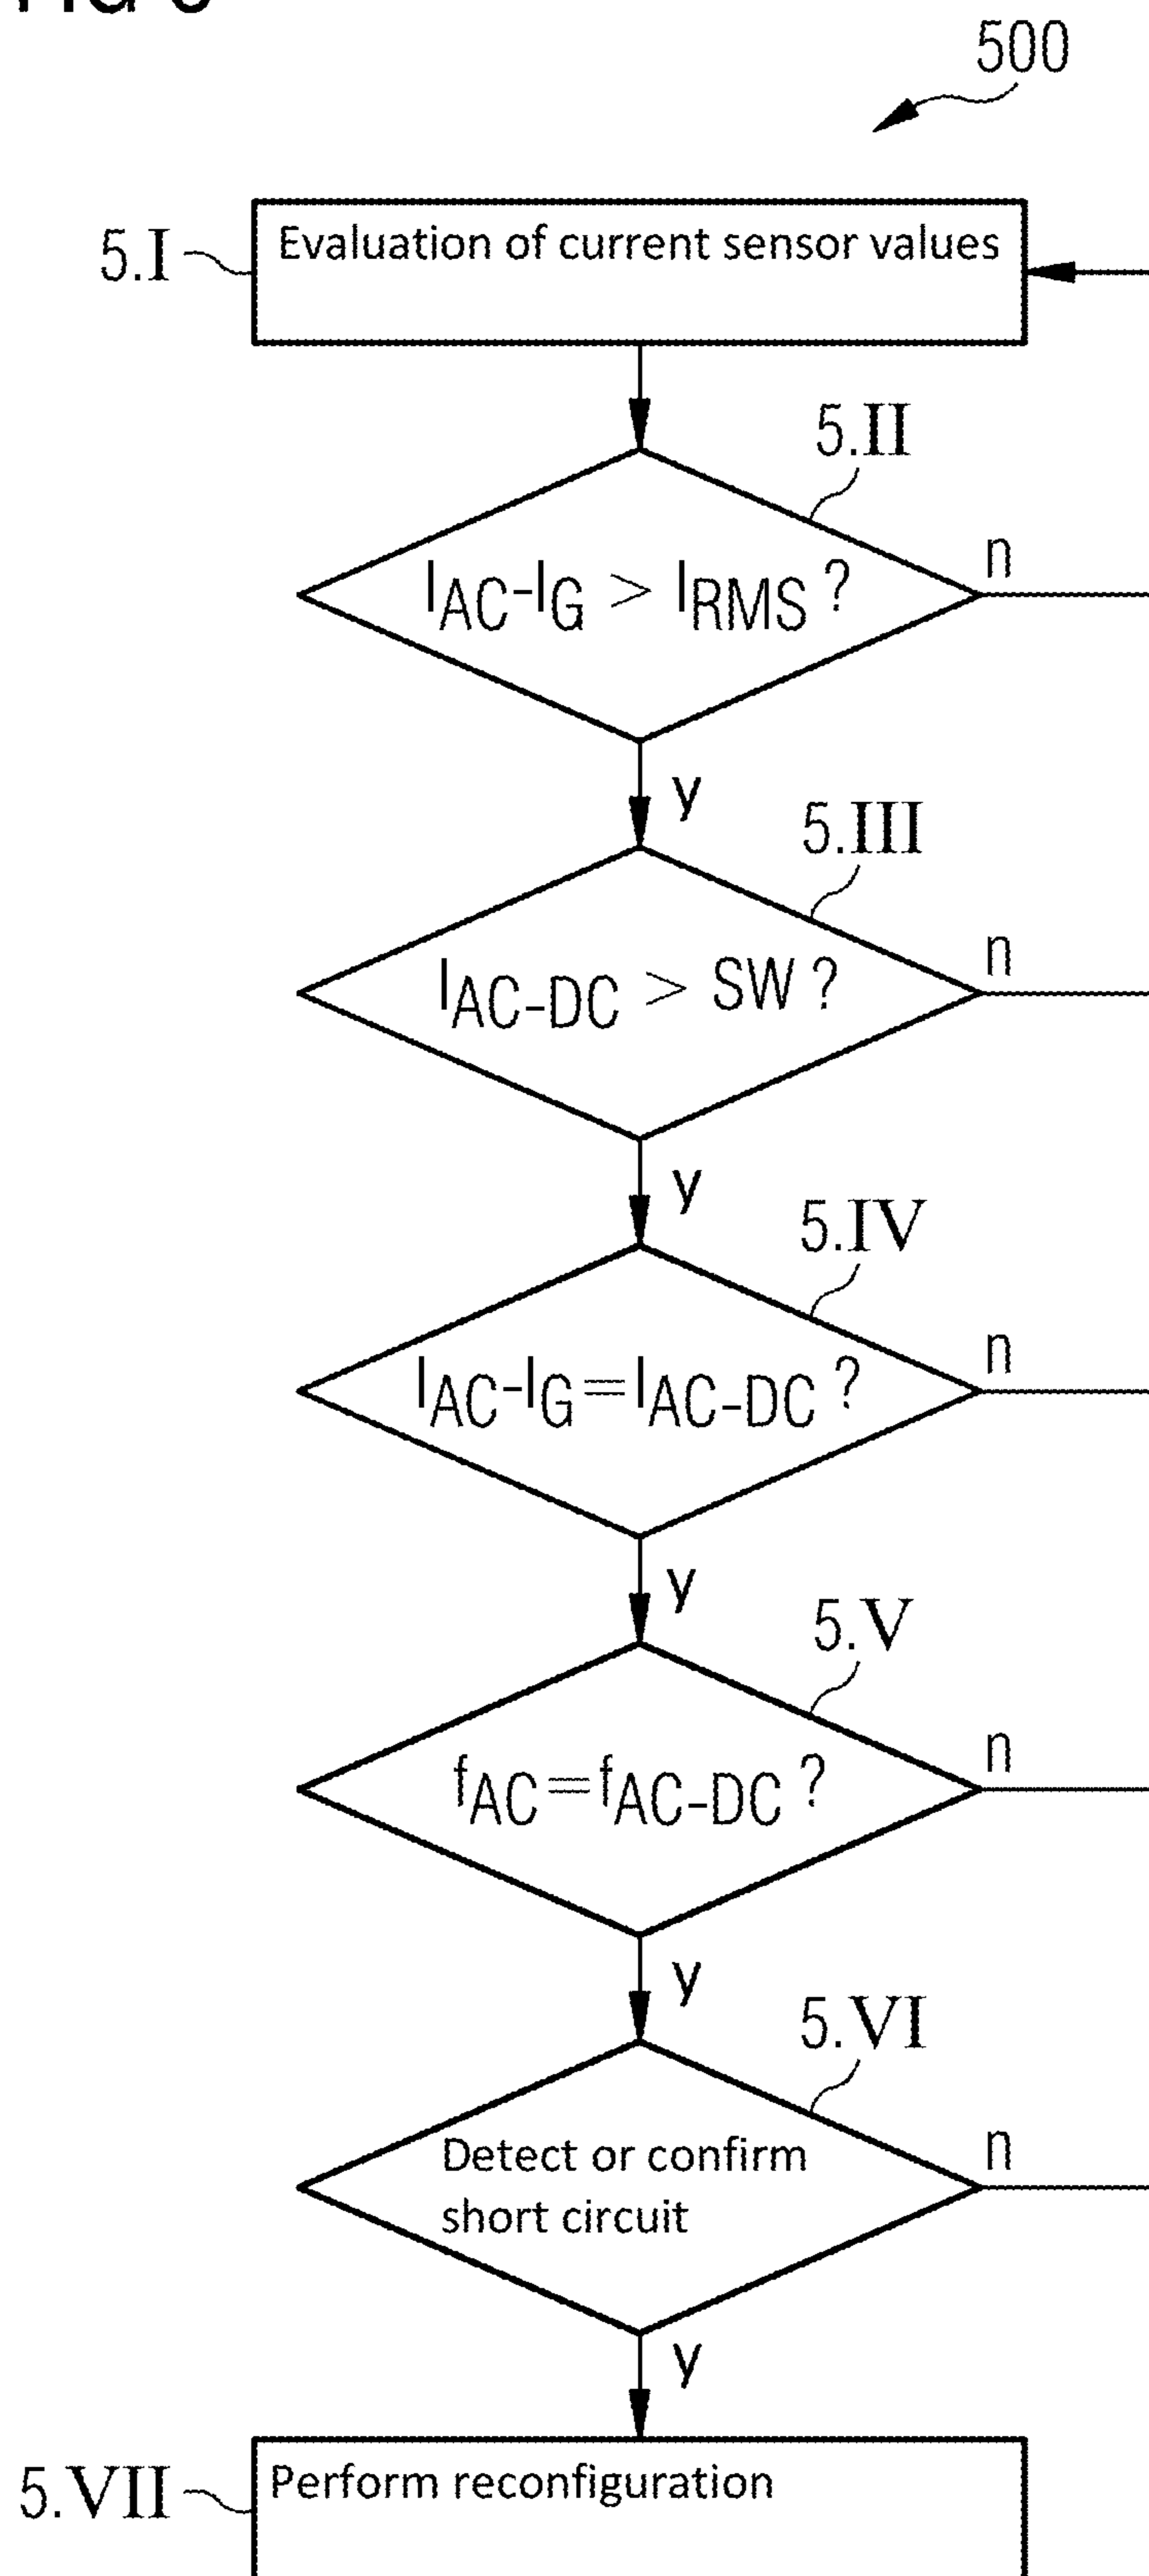 500
5.I
Evaluation of current sensor values
5.II
I_AC-I_G > I_RMS ?
n
y
5.III
I_AC-DC > SW ?
n
y
5.IV
I_AC-I_G=I_AC-DC ?
n
y
5.V
f_AC=f_AC-DC ?
n
y
5.VI
Detect or confirm
short circuit
n
y
5.VII
Perform reconfiguration